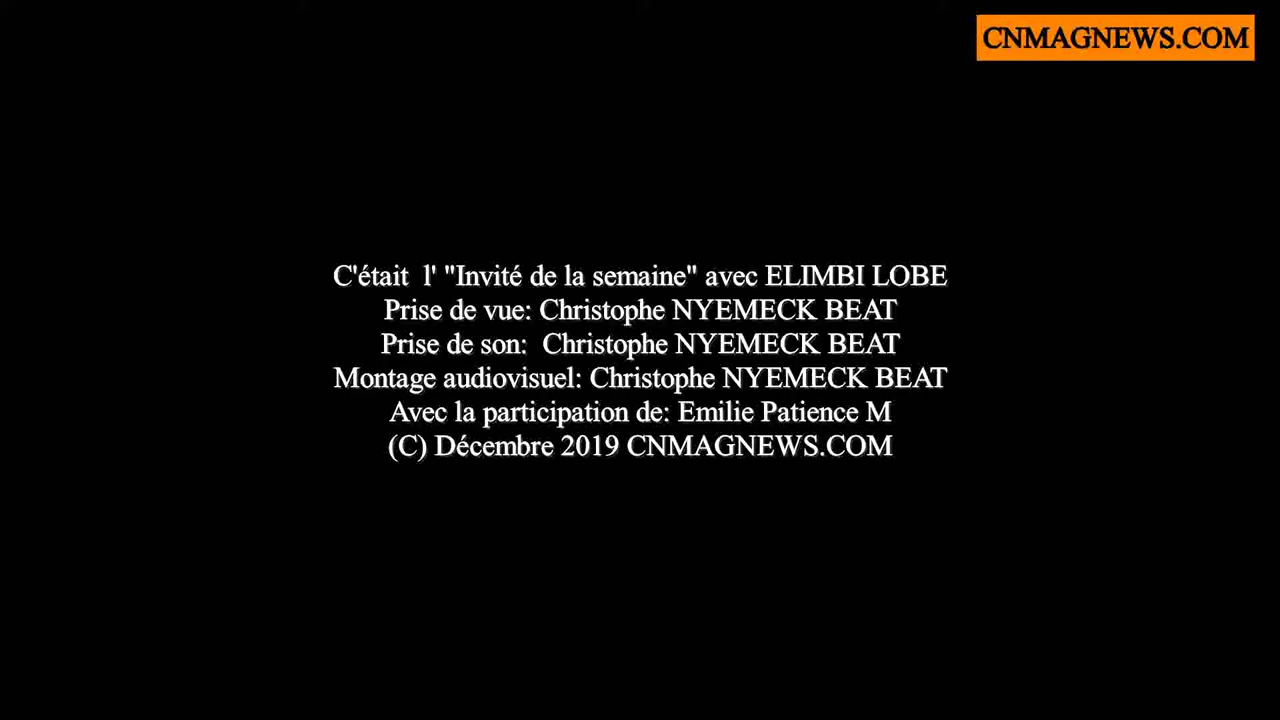 CNMAGNEWS.COM
C'était  l' "Invité de la semaine" avec ELIMBI LOBE
Prise de vue: Christophe NYEMECK BEAT
Prise de son:  Christophe NYEMECK BEAT
Montage audiovisuel: Christophe NYEMECK BEAT
Avec la participation de: Emilie Patience M
(C) Décembre 2019 CNMAGNEWS.COM